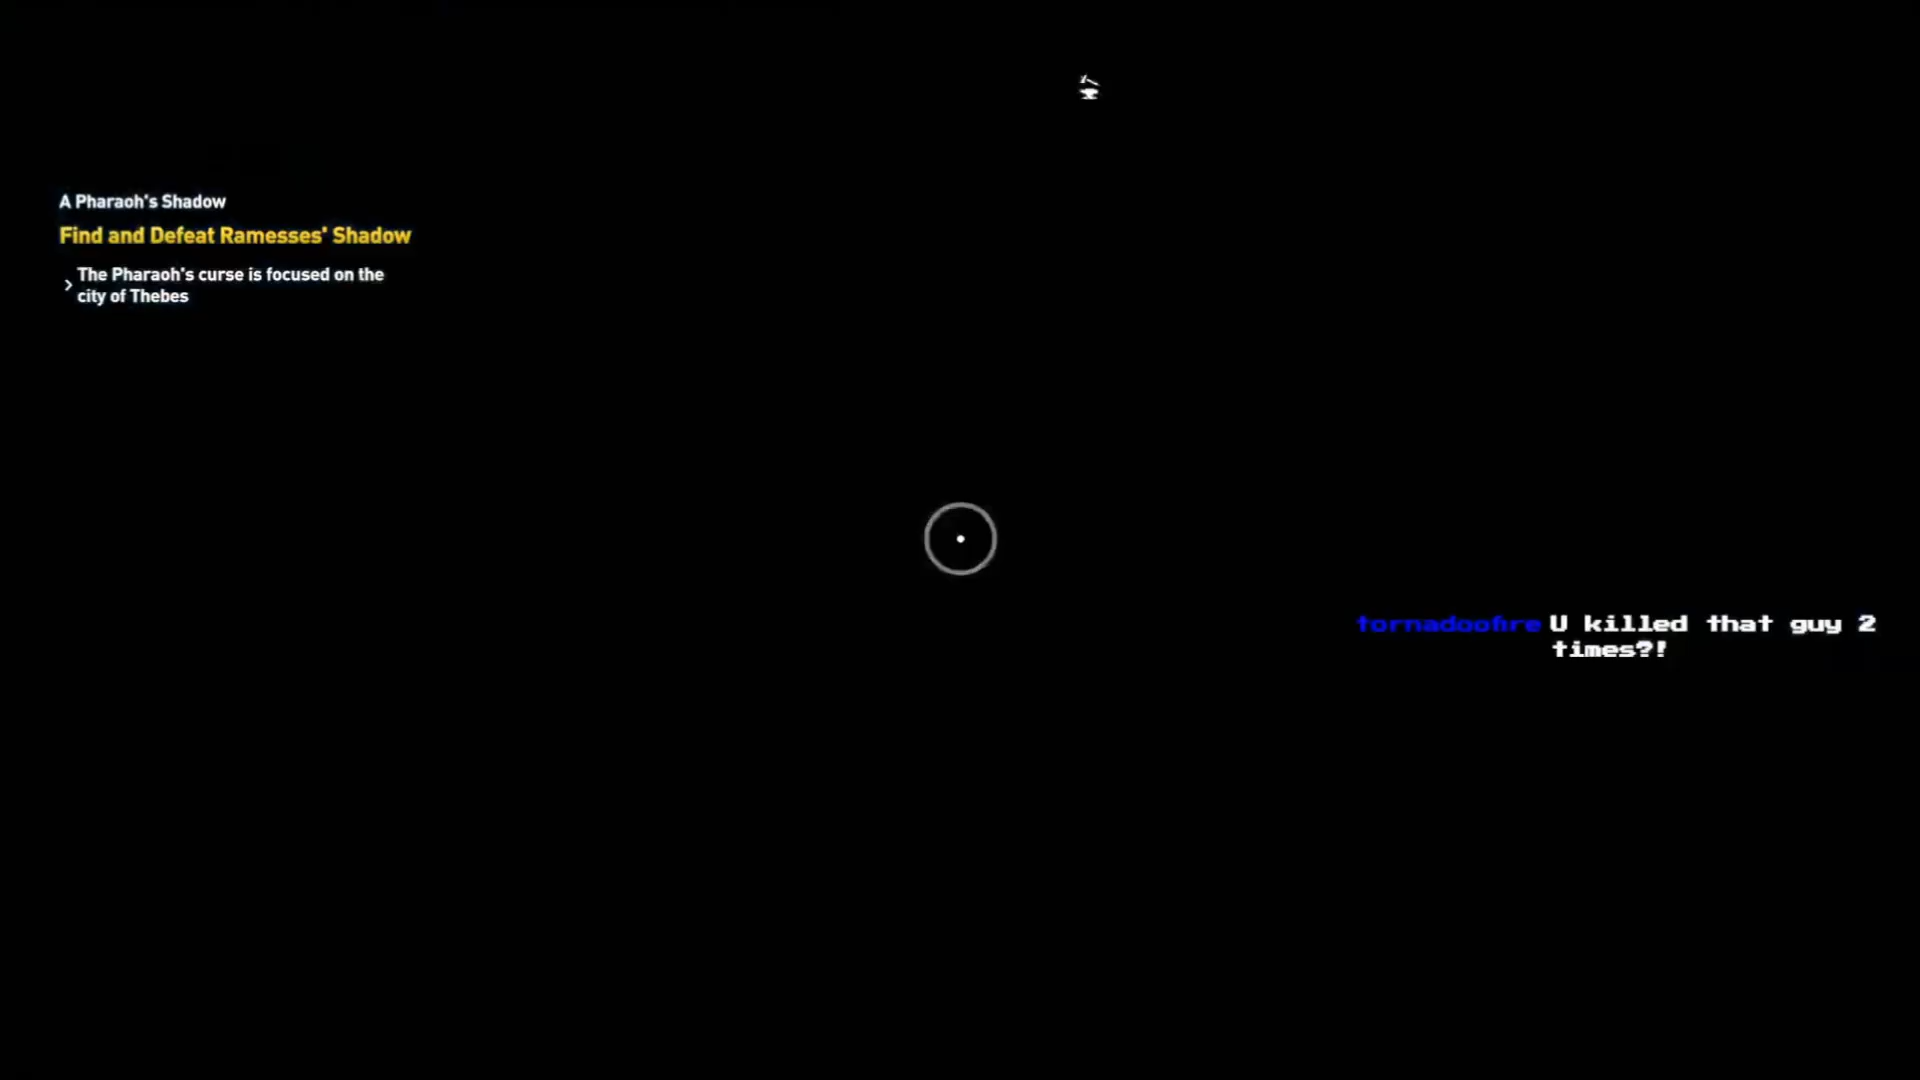 A Pharaoh's Shadow
Find and Defeat Ramesses' Shadow
The Pharaoh's curse is focused on the
city of Thebes
tornadoofire U killed that guy 2
times?!